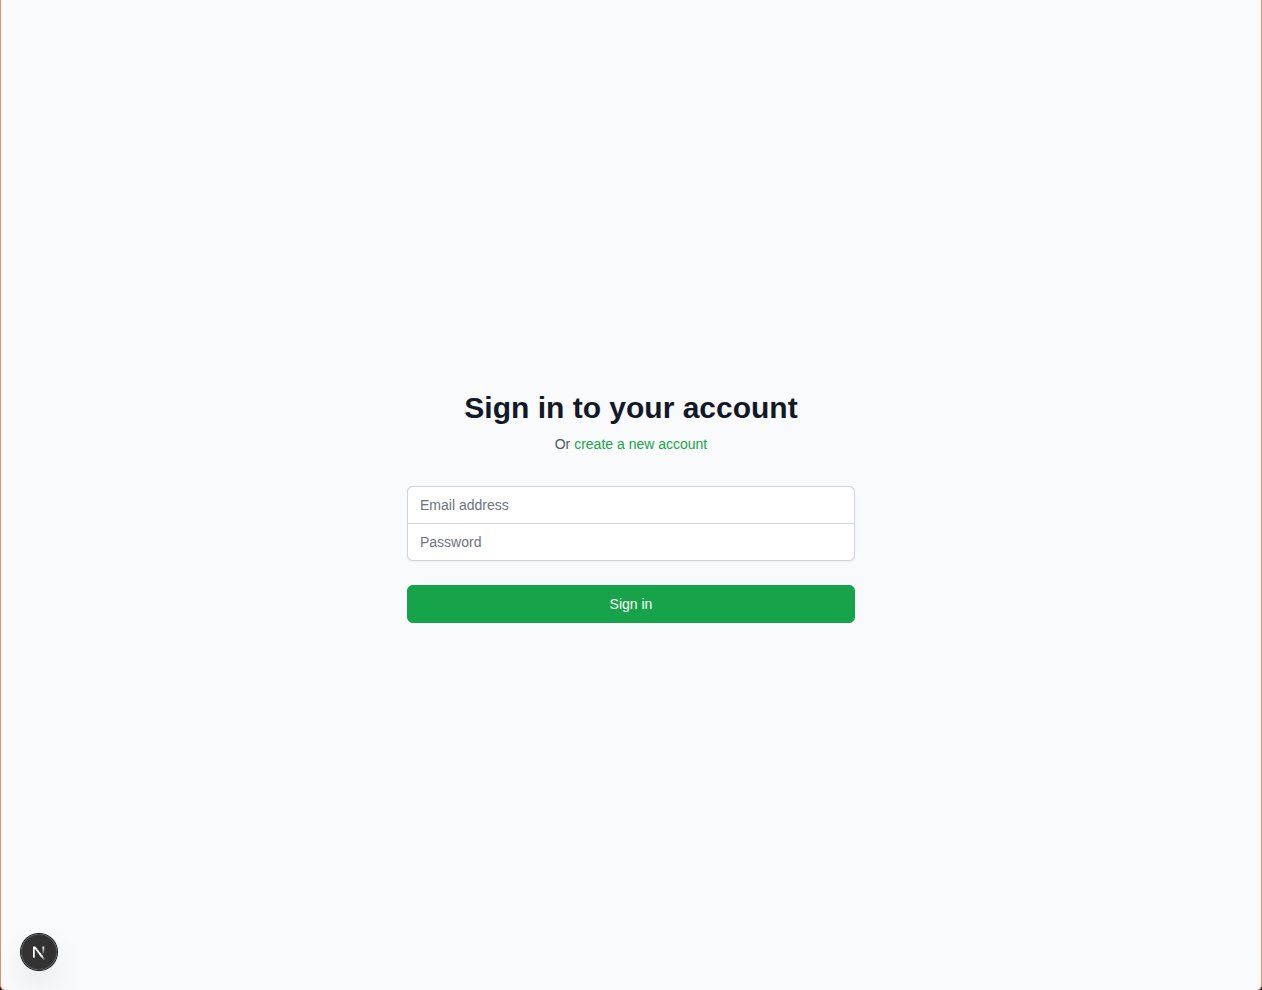 Sign in to your account
Or create a new account
Email address
Password
Sign in
N